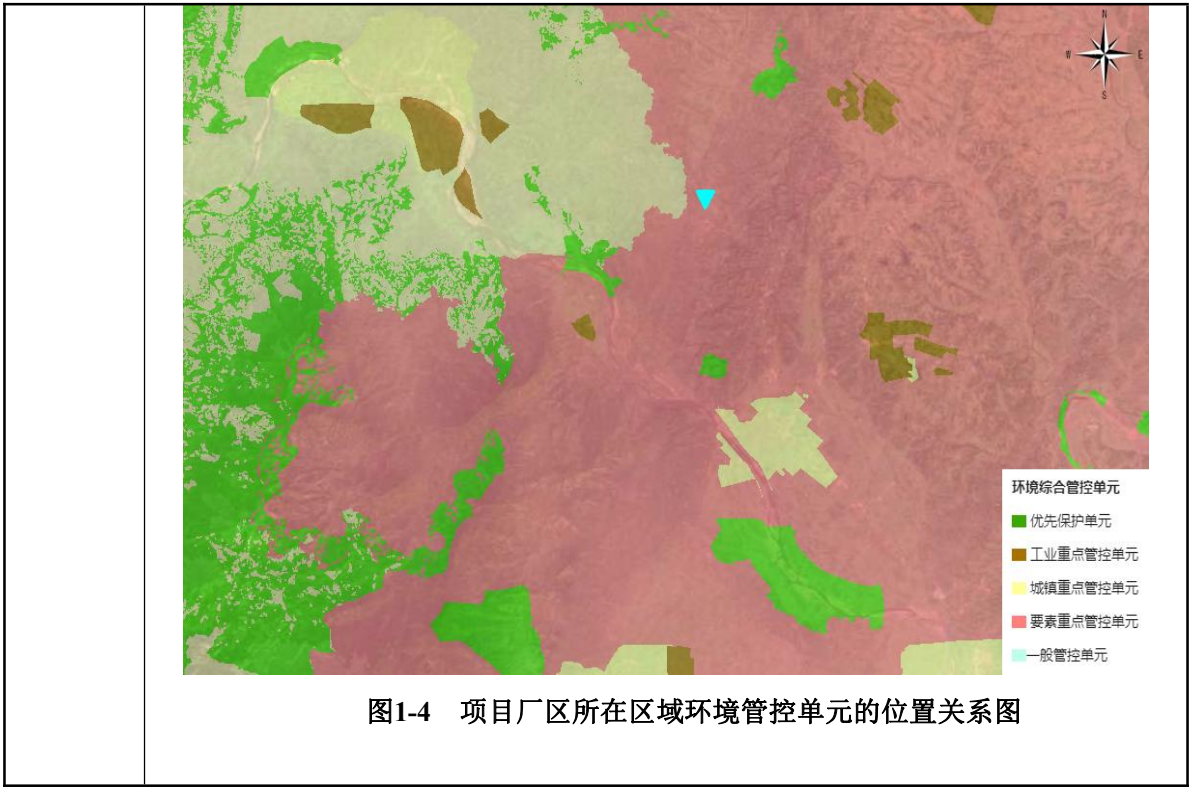 N
W
E
S
环境综合管控单元
优先保护单元
工业重点管控单元
城镇重点管控单元
要素重点管控单元
一般管控单元
图1-4 项目厂区所在区域环境管控单元的位置关系图